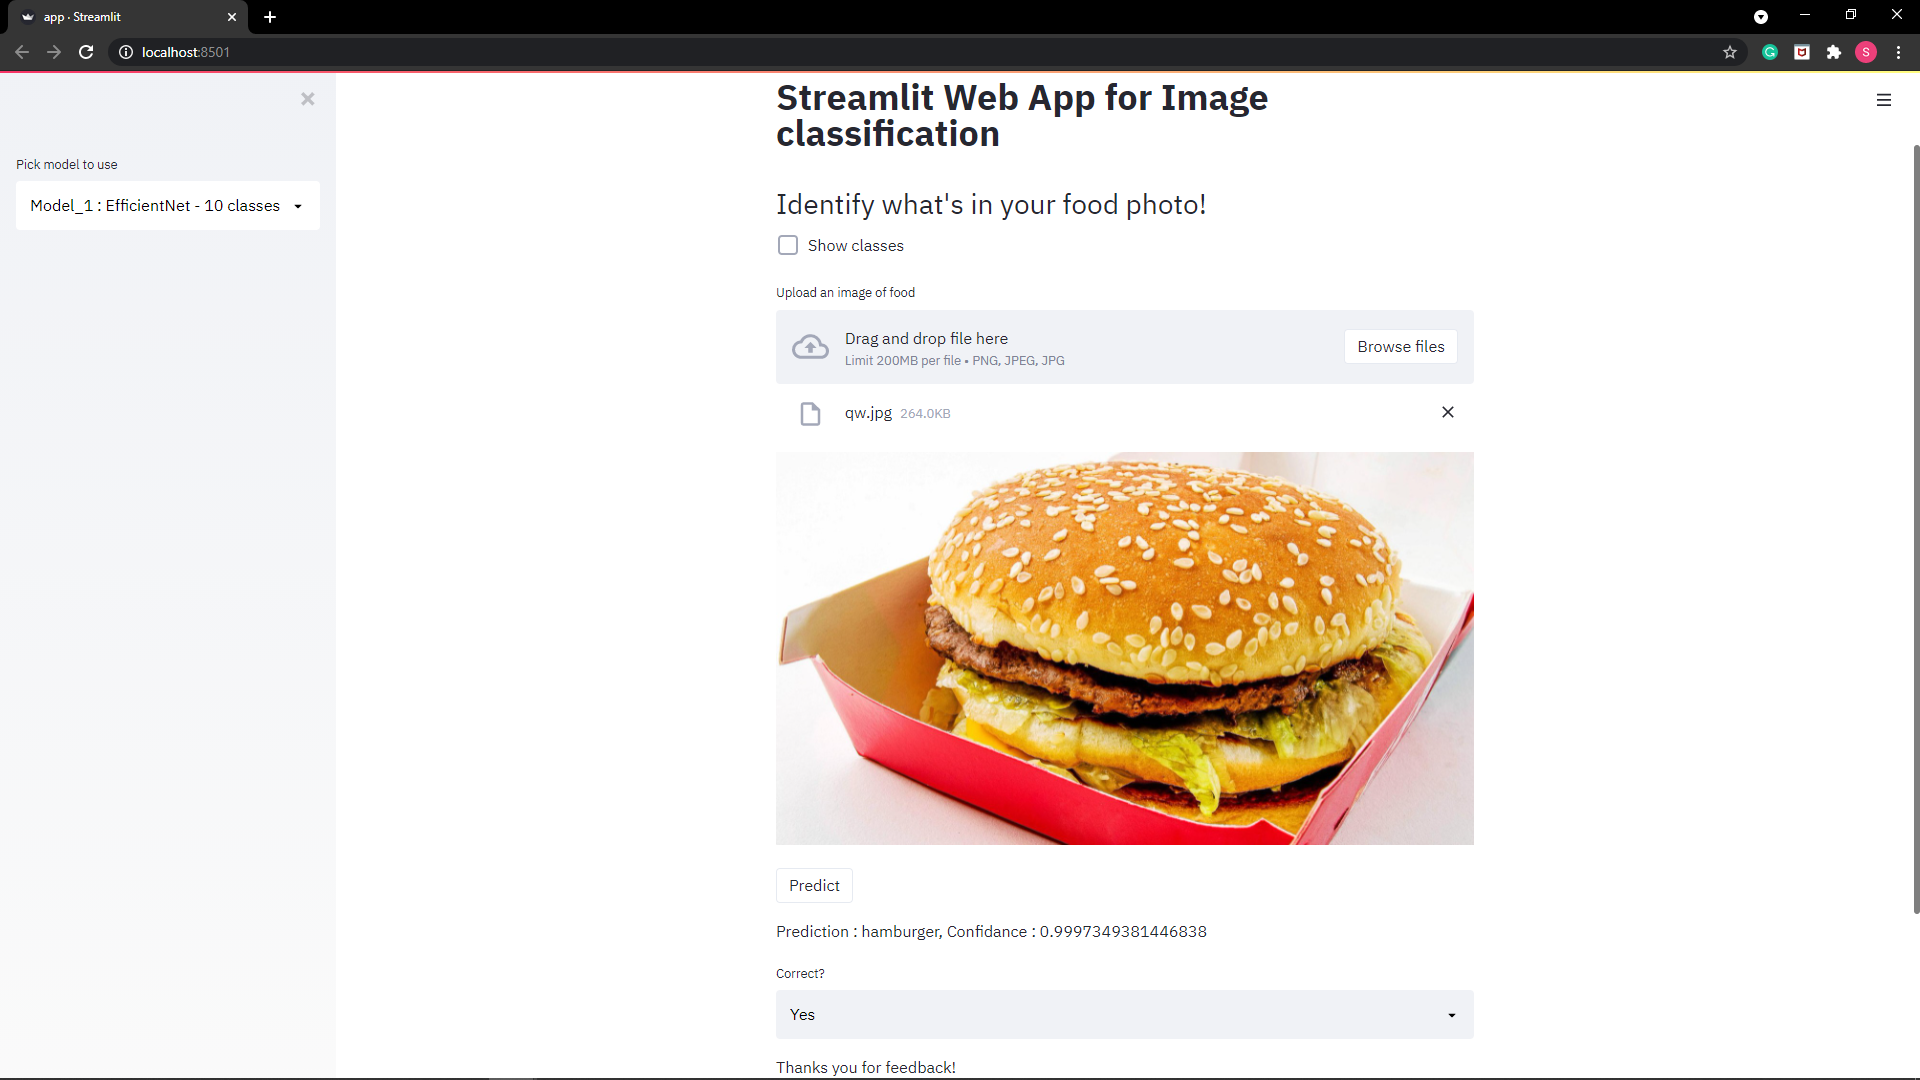 app · Streamlit
localhost:8501
S
Pick model to use
Model_1 : EfficientNet - 10 classes
Streamlit Web App for Image
classification
Identify what's in your food photo!
Show classes
Upload an image of food
Drag and drop file here
Limit 200MB per file • PNG, JPEG, JPG
Browse files
qw.jpg 264.0KB
Predict
Prediction : hamburger, Confidance : 0.9997349381446838
Correct?
Yes
Thanks you for feedback!